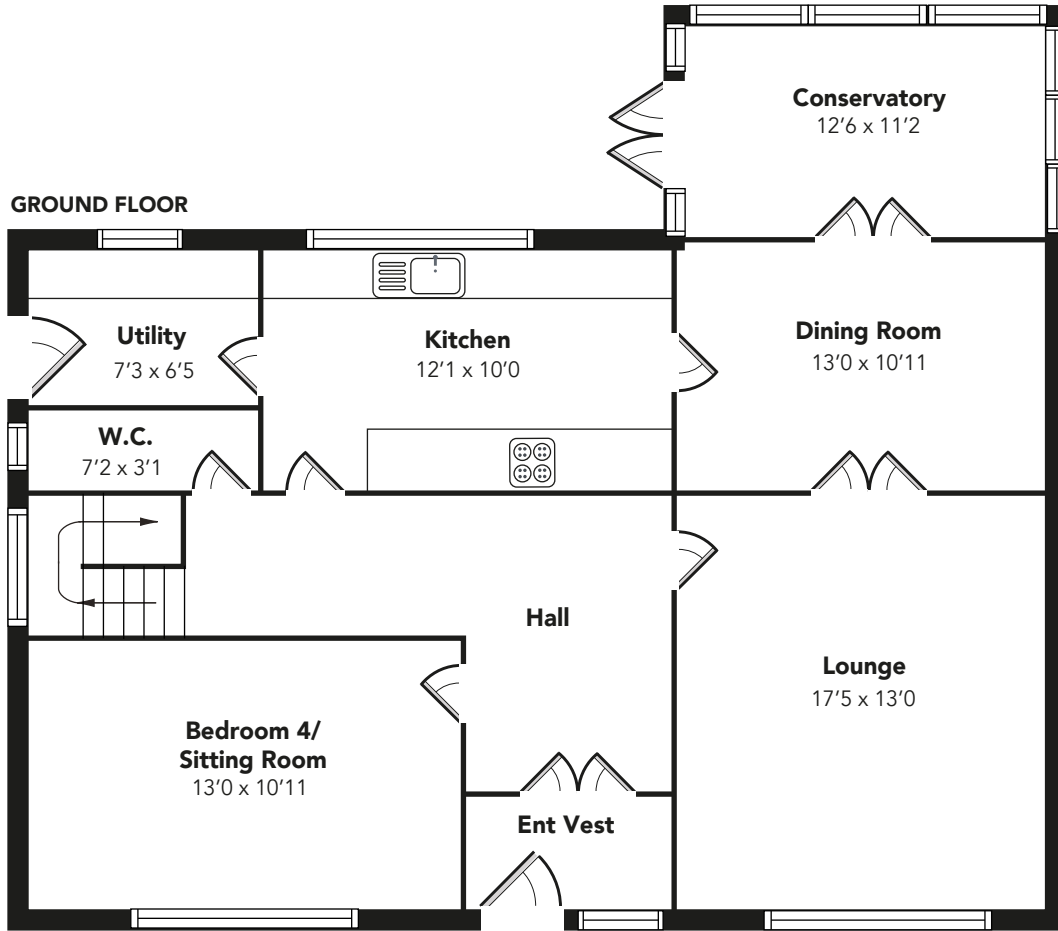 Conservatory
12’6 x 11’2
GROUND FLOOR
Utility
7’3 x 6’5
Kitchen
12’1 x 10’0
Dining Room
13’0 x 10’11
W.C.
7’2 x 3’1
Hall
Lounge
17’5 x 13’0
Bedroom 4/
Sitting Room
13’0 x 10’11
Ent Vest